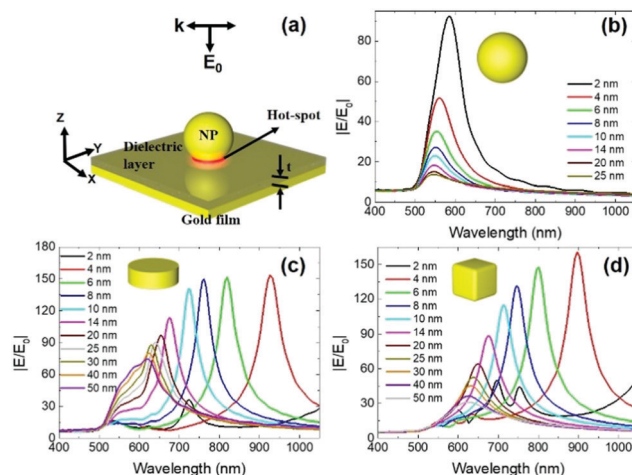 (a)
k
E0
Z
Y
X
NP
Hot-spot
Dielectric
layer
t
Gold film
(b)
|E/E0|
80
60
40
20
0
2 nm
4 nm
6 nm
8 nm
10 nm
14 nm
20 nm
25 nm
400 500 600 700 800 900 1000
Wavelength (nm)
(c)
|E/E0|
180
150
120
90
60
30
0
2 nm
4 nm
6 nm
8 nm
10 nm
14 nm
20 nm
25 nm
30 nm
40 nm
50 nm
400 500 600 700 800 900 1000
Wavelength (nm)
(d)
|E/E0|
150
120
90
60
30
0
2 nm
4 nm
6 nm
8 nm
10 nm
14 nm
20 nm
25 nm
30 nm
40 nm
50 nm
400 500 600 700 800 900 1000
Wavelength (nm)